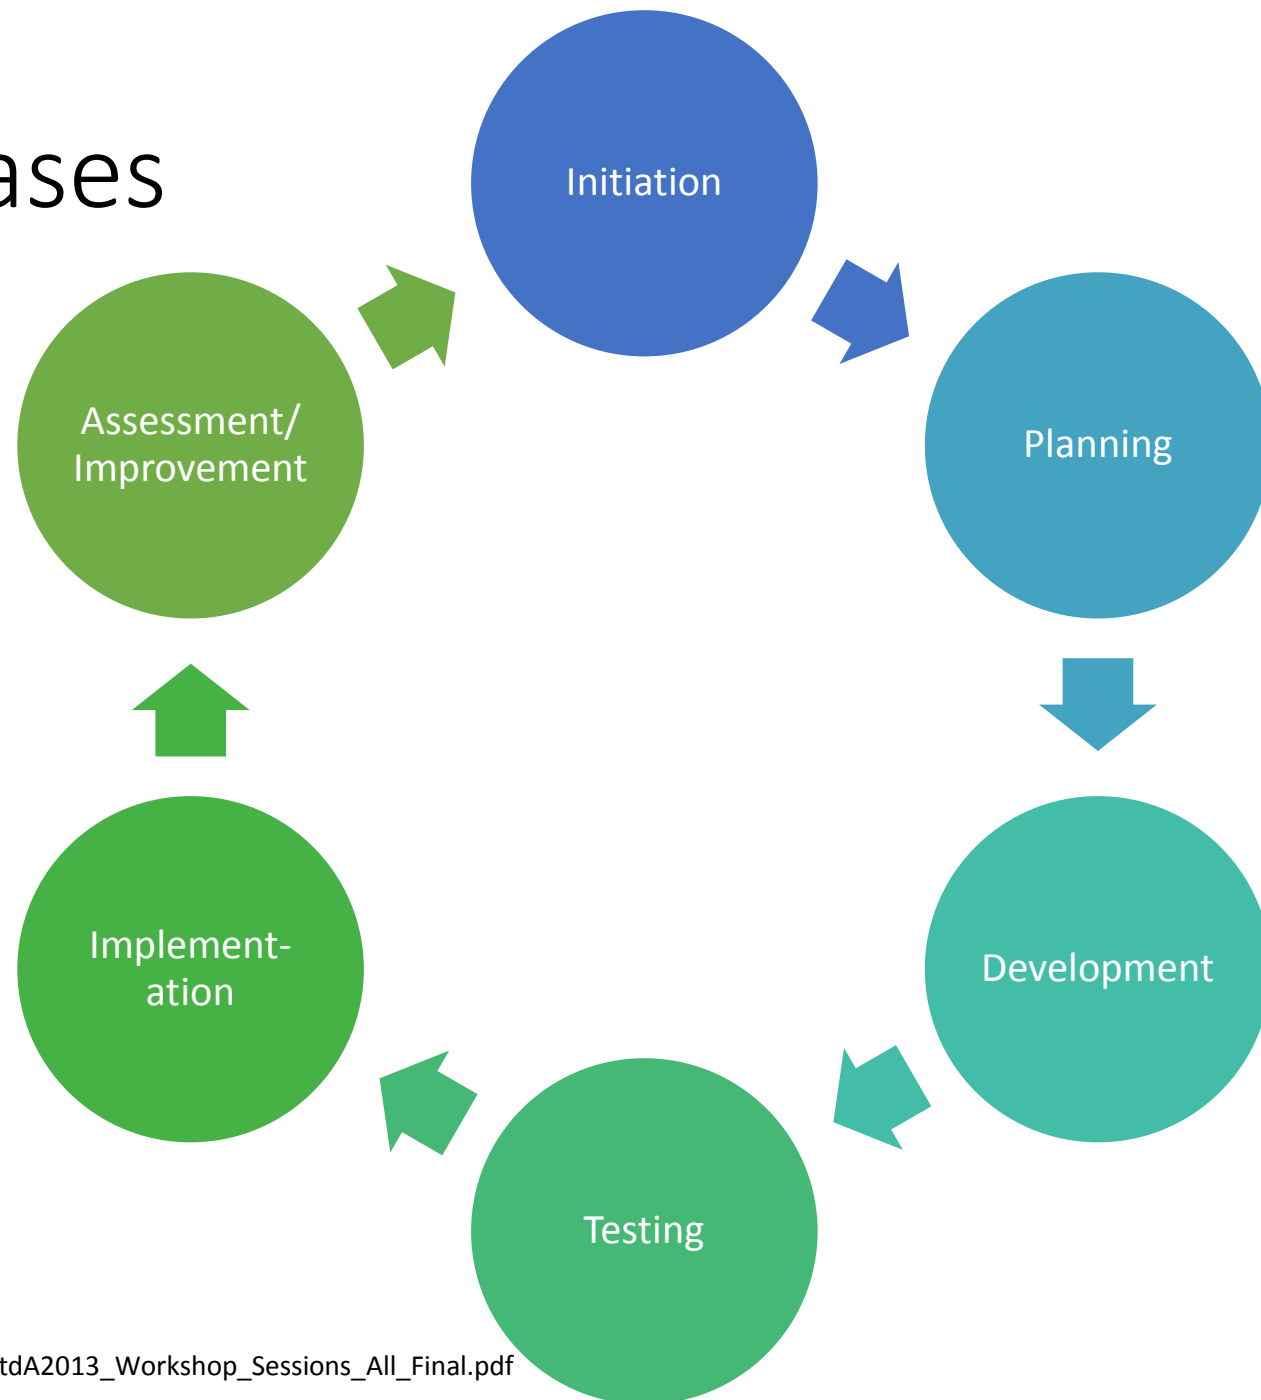 ases
Initiation
Planning
Development
Testing
Implement-
ation
Assessment/
Improvement
tdA2013_Workshop_Sessions_All_Final.pdf